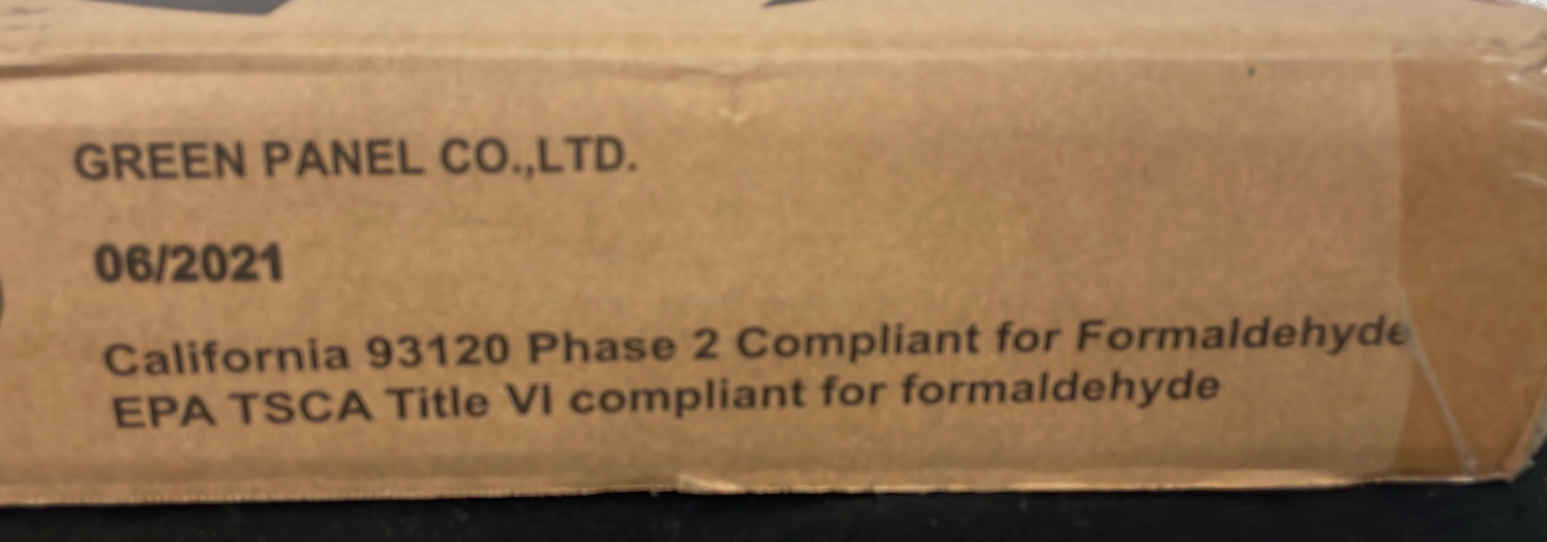 GREEN PANEL CO.,LTD.
06/2021
California 93120 Phase 2 Compliant for Formaldehyde
EPA TSCA Title VI compliant for formaldehyde